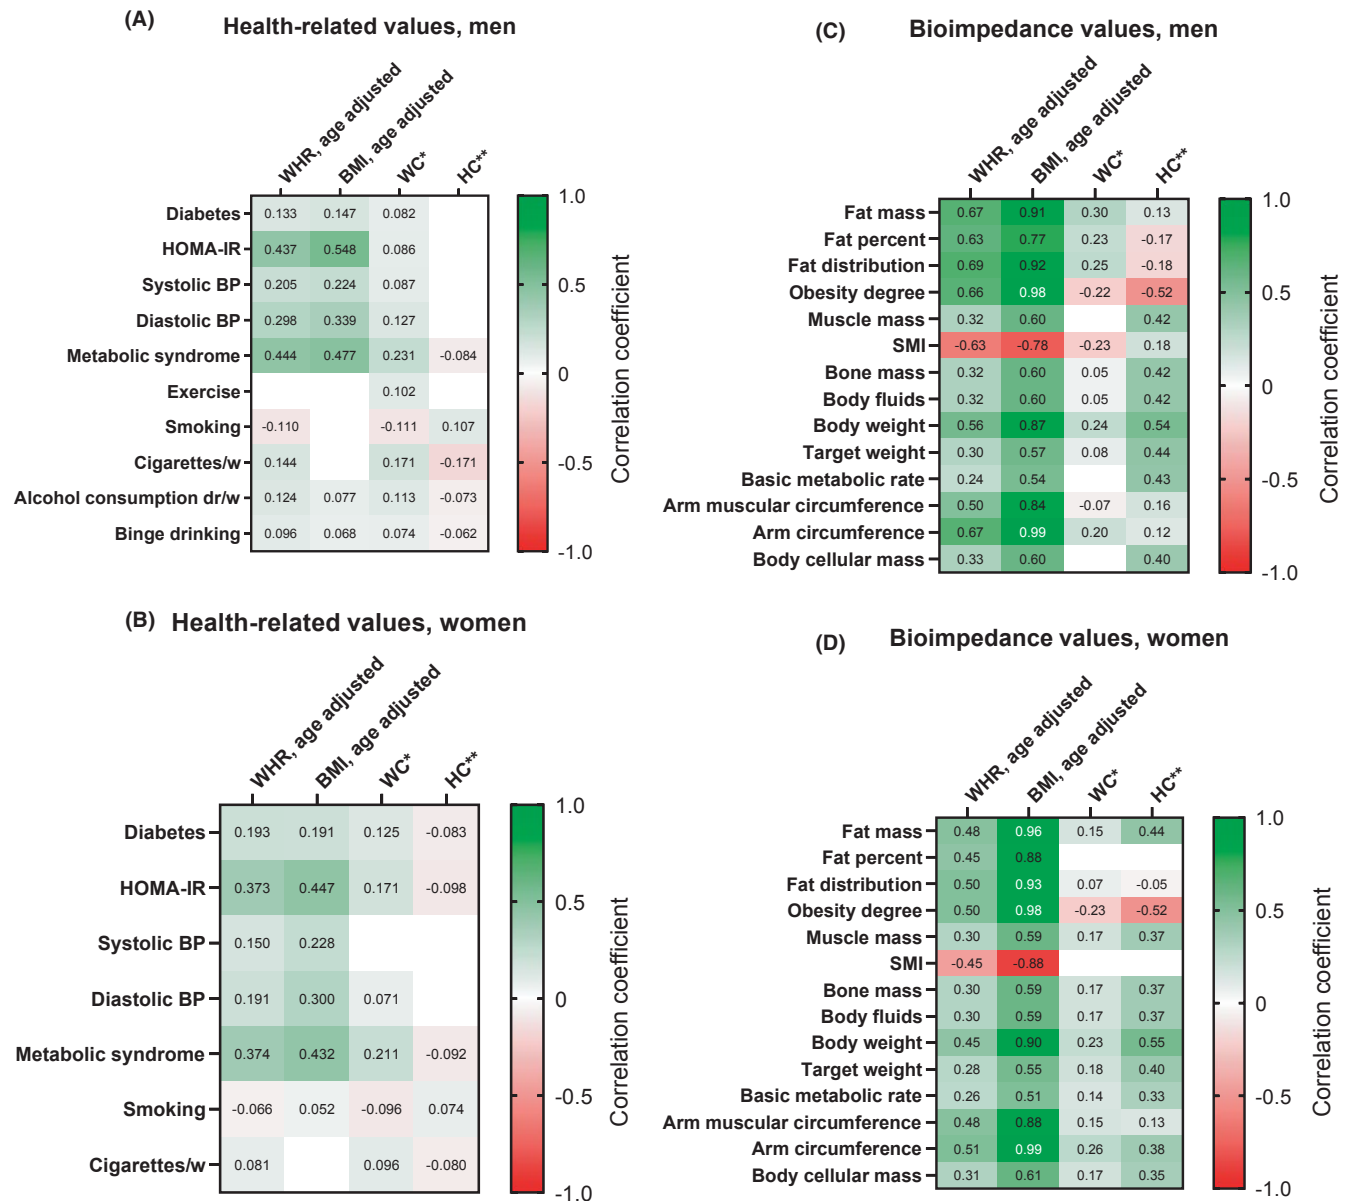 (A)
Health-related values, men
WHR, age adjusted
BMI, age adjusted
WC*
HC**
Diabetes 0.133 0.147 0.082
HOMA-IR 0.437 0.548 0.086
Systolic BP 0.205 0.224 0.087
Diastolic BP 0.298 0.339 0.127
Metabolic syndrome 0.444 0.477 0.231 -0.084
Exercise 0.102
Smoking -0.110 -0.111 0.107
Cigarettes/w 0.144 0.171 -0.171
Alcohol consumption dr/w 0.124 0.077 0.113 -0.073
Binge drinking 0.096 0.068 0.074 -0.062
1.0
0.5
0
-0.5
-1.0
Correlation coefficient
(C)
Bioimpedance values, men
WHR, age adjusted
BMI, age adjusted
WC*
HC**
Fat mass 0.67 0.91 0.30 0.13
Fat percent 0.63 0.77 0.23 -0.17
Fat distribution 0.69 0.92 0.25 -0.18
Obesity degree 0.66 0.98 -0.22 -0.52
Muscle mass 0.32 0.60 0.42
SMI -0.63 -0.78 -0.23 0.18
Bone mass 0.32 0.60 0.05 0.42
Body fluids 0.32 0.60 0.05 0.42
Body weight 0.56 0.87 0.24 0.54
Target weight 0.30 0.57 0.08 0.44
Basic metabolic rate 0.24 0.54 0.43
Arm muscular circumference 0.50 0.84 -0.07 0.16
Arm circumference 0.67 0.99 0.20 0.12
Body cellular mass 0.33 0.60 0.40
1.0
0.5
0
-0.5
-1.0
Correlation coefficient
(B)
Health-related values, women
WHR, age adjusted
BMI, age adjusted
WC*
HC**
Diabetes 0.193 0.191 0.125 -0.083
HOMA-IR 0.373 0.447 0.171 -0.098
Systolic BP 0.150 0.228
Diastolic BP 0.191 0.300 0.071
Metabolic syndrome 0.374 0.432 0.211 -0.092
Smoking -0.066 0.052 -0.096 0.074
Cigarettes/w 0.081 0.096 -0.080
1.0
0.5
0
-0.5
-1.0
Correlation coefficient
(D)
Bioimpedance values, women
WHR, age adjusted
BMI, age adjusted
WC*
HC**
Fat mass 0.48 0.96 0.15 0.44
Fat percent 0.45 0.88
Fat distribution 0.50 0.93 0.07 -0.05
Obesity degree 0.50 0.98 -0.23 -0.52
Muscle mass 0.30 0.59 0.17 0.37
SMI -0.45 -0.88
Bone mass 0.30 0.59 0.17 0.37
Body fluids 0.30 0.59 0.17 0.37
Body weight 0.45 0.90 0.23 0.55
Target weight 0.28 0.55 0.18 0.40
Basic metabolic rate 0.26 0.51 0.14 0.33
Arm muscular circumference 0.48 0.88 0.15 0.13
Arm circumference 0.51 0.99 0.26 0.38
Body cellular mass 0.31 0.61 0.17 0.35
1.0
0.5
0
-0.5
-1.0
Correlation coefficient